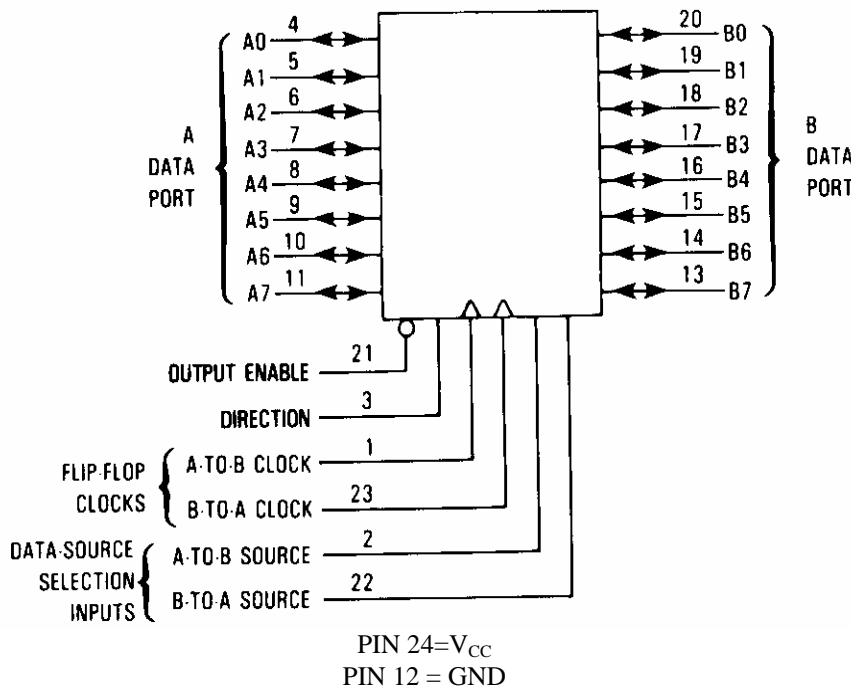 A0 4
A1 5
A2 6
A3 7
A4 8
A5 9
A6 10
A7 11
A
DATA
PORT
20 B0
19 B1
18 B2
17 B3
16 B4
15 B5
14 B6
13 B7
B
DATA
PORT
OUTPUT ENABLE 21
DIRECTION 3
FLIP-FLOP
CLOCKS
A-TO-B CLOCK 1
B-TO-A CLOCK 23
DATA-SOURCE
SELECTION
INPUTS
A-TO-B SOURCE 2
B-TO-A SOURCE 22
PIN 24=VCC
PIN 12 = GND